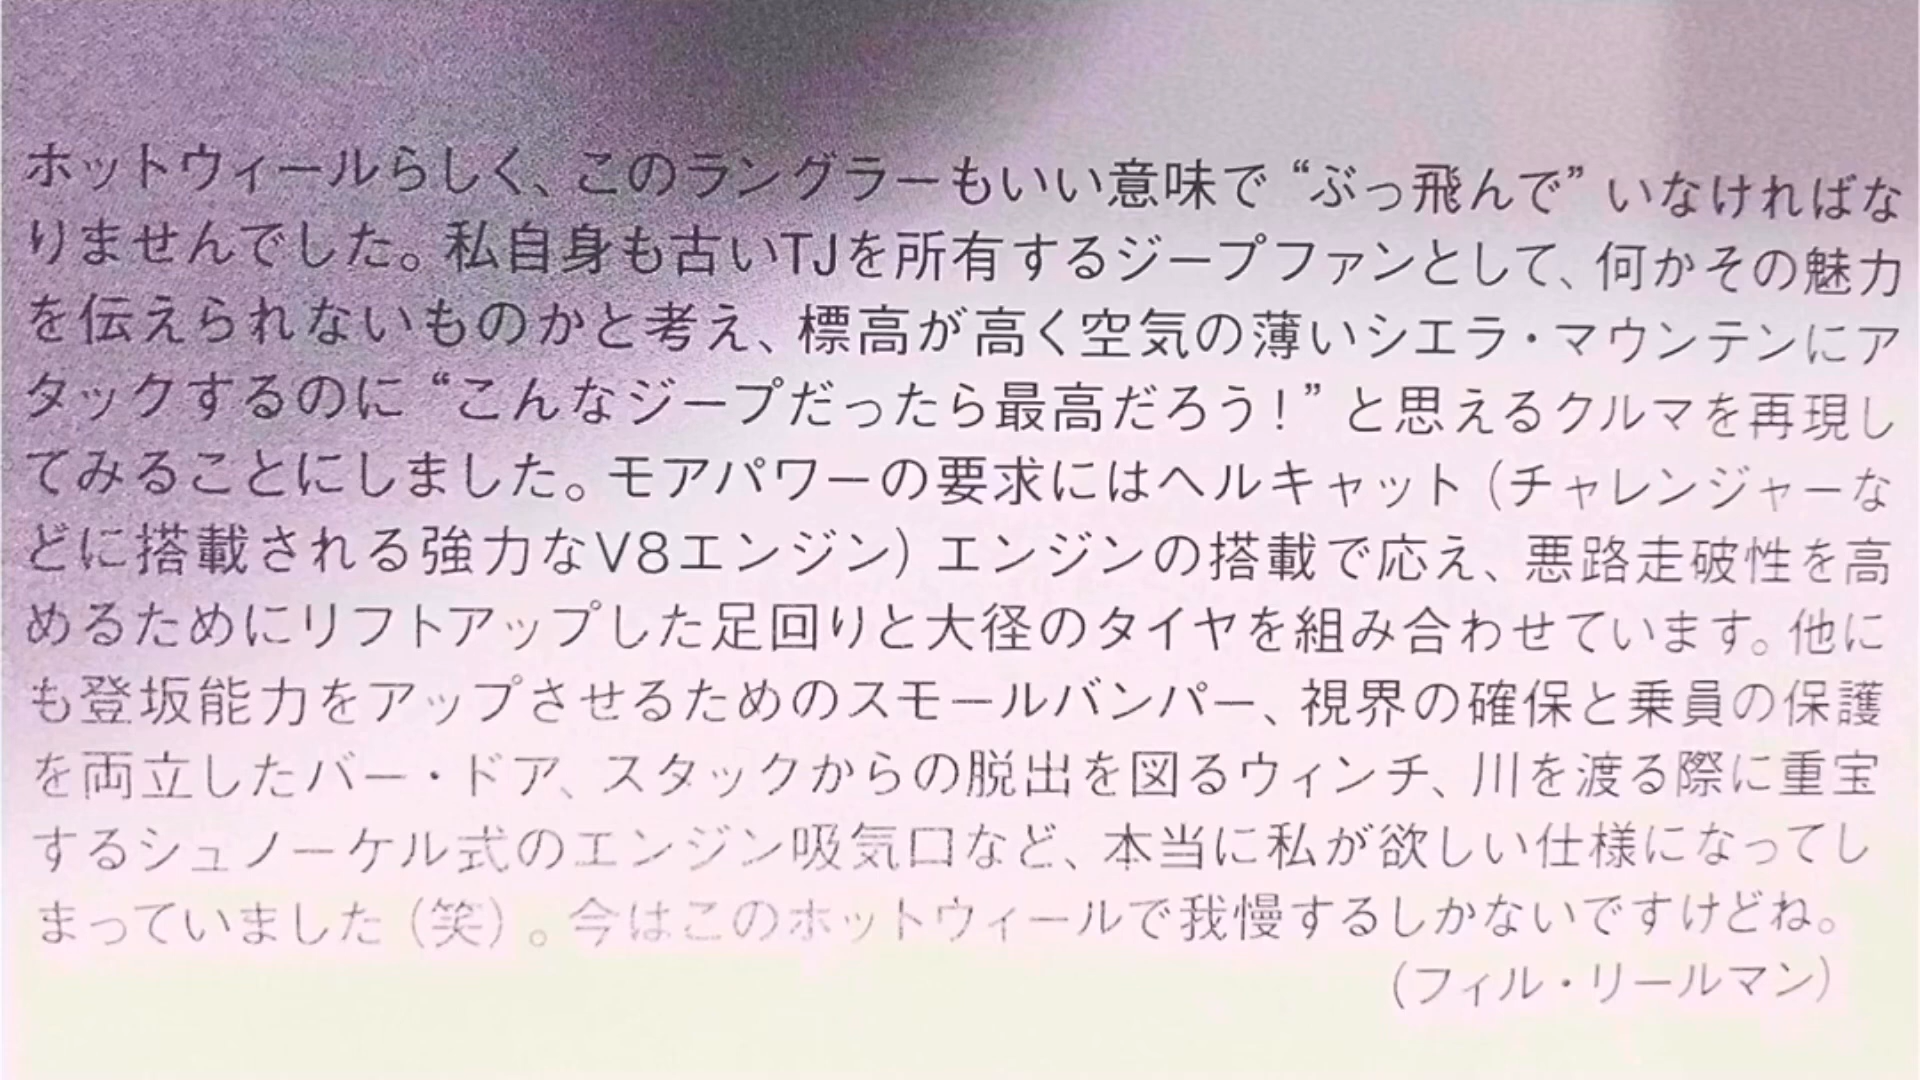 ホットウィールらしく、このラングラーもいい意味で“ぶっ飛んで”いなければな
りませんでした。私自身も古いTJを所有するジープファンとして、何かその魅力
を伝えられないものかと考え、標高が高く空気の薄いシエラ・マウンテンにア
タックするのに“こんなジープだったら最高だろう！”と思えるクルマを再現し
てみることにしました。モアパワーの要求にはヘルキャット（チャレンジャーな
どに搭載される強力なV8エンジン）エンジンの搭載で応え、悪路走破性を高
めるためにリフトアップした足回りと大径のタイヤを組み合わせています。他に
も登坂能力をアップさせるためのスモールバンパー、視界の確保と乗員の保護
を両立したバー・ドア、スタックからの脱出を図るウィンチ、川を渡る際に重宝
するシュノーケル式のエンジン吸気口など、本当に私が欲しい仕様になってし
まっていました（笑）。今はこのホットウィールで我慢するしかないですけどね。
（フィル・リールマン）